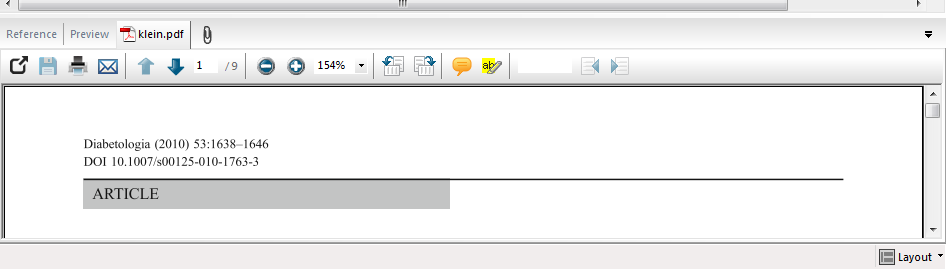 Reference Preview klein.pdf
1 / 9 154% ab
Diabetologia (2010) 53:1638–1646
DOI 10.1007/s00125-010-1763-3
ARTICLE
Layout